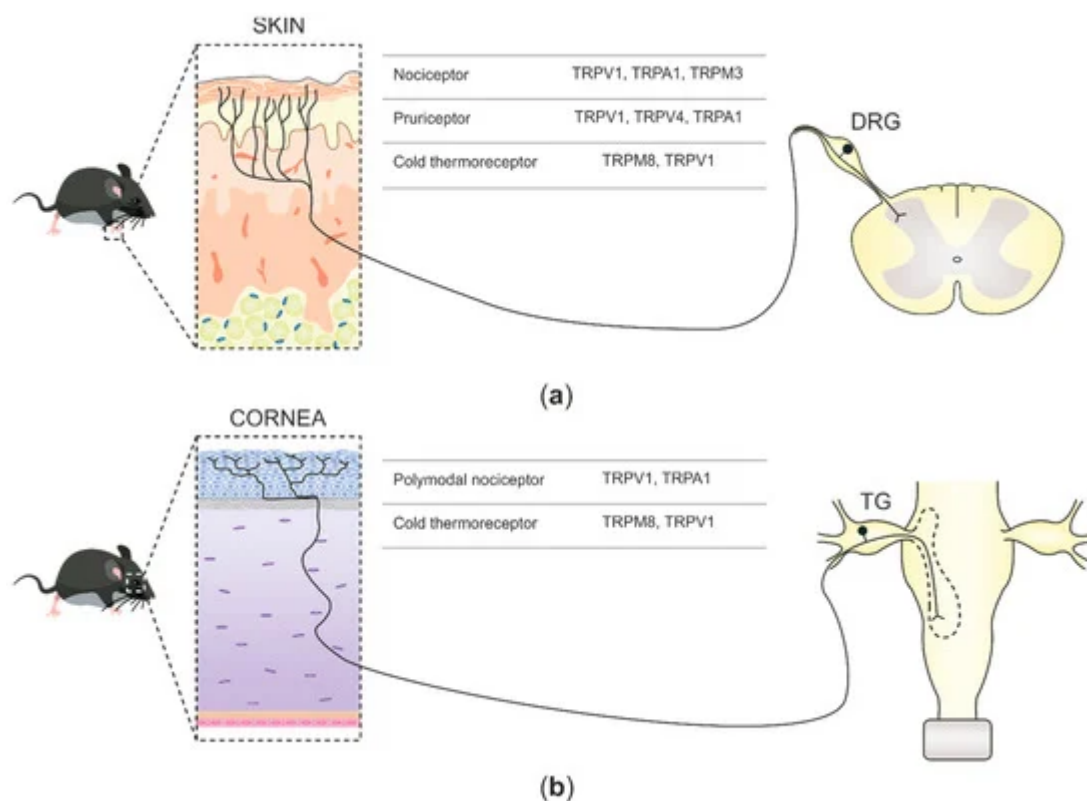 SKIN
Nociceptor TRPV1, TRPA1, TRPM3
Pruriceptor TRPV1, TRPV4, TRPA1
Cold thermoreceptor TRPM8, TRPV1
DRG
(a)
CORNEA
Polymodal nociceptor TRPV1, TRPA1
Cold thermoreceptor TRPM8, TRPV1
TG
(b)